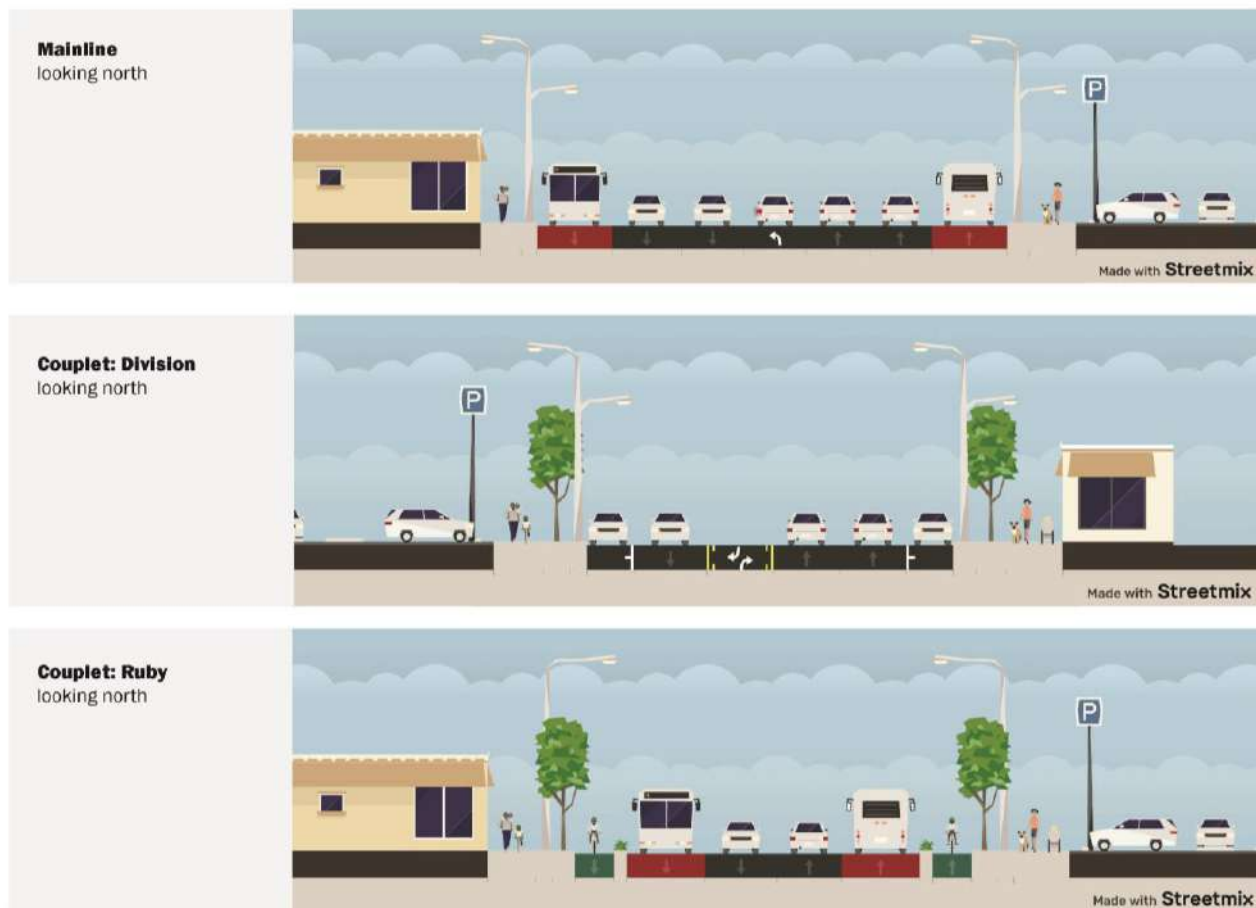 Mainline
looking north
P
Made with Streetmix
Couplet: Division
looking north
P
Made with Streetmix
Couplet: Ruby
looking north
P
Made with Streetmix